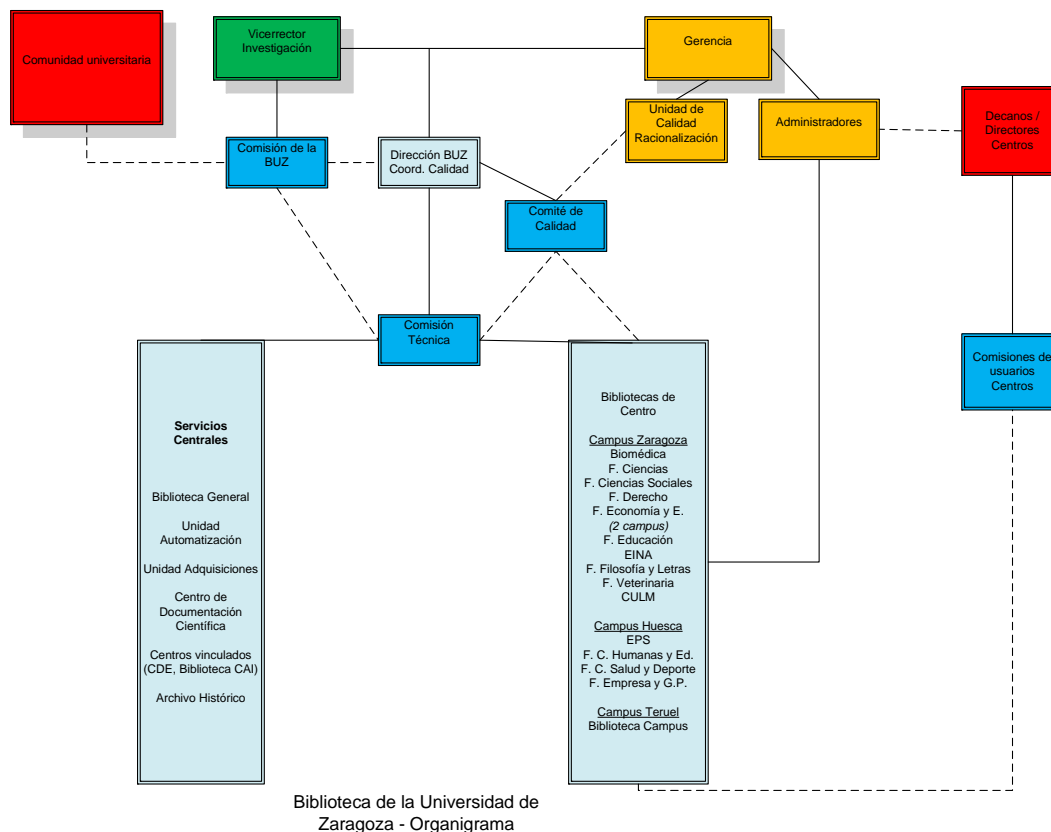 Comunidad universitaria
Vicerrector
Investigación
Gerencia
Unidad de
Calidad
Racionalización
Administradores
Decanos /
Directores
Centros
Comisión de la
BUZ
Dirección BUZ
Coord. Calidad
Comité de
Calidad
Comisión
Técnica
Comisiones de
usuarios
Centros
Servicios
Centrales
Biblioteca General
Unidad
Automatización
Unidad Adquisiciones
Centro de
Documentación
Científica
Centros vinculados
(CDE, Biblioteca CAI)
Archivo Histórico
Bibliotecas de
Centro
Campus Zaragoza
Biomédica
F. Ciencias
F. Ciencias Sociales
F. Derecho
F. Economía y E.
(2 campus)
F. Educación
EINA
F. Filosofía y Letras
F. Veterinaria
CULM
Campus Huesca
EPS
F. C. Humanas y Ed.
F. C. Salud y Deporte
F. Empresa y G.P.
Campus Teruel
Biblioteca Campus
Biblioteca de la Universidad de
Zaragoza - Organigrama